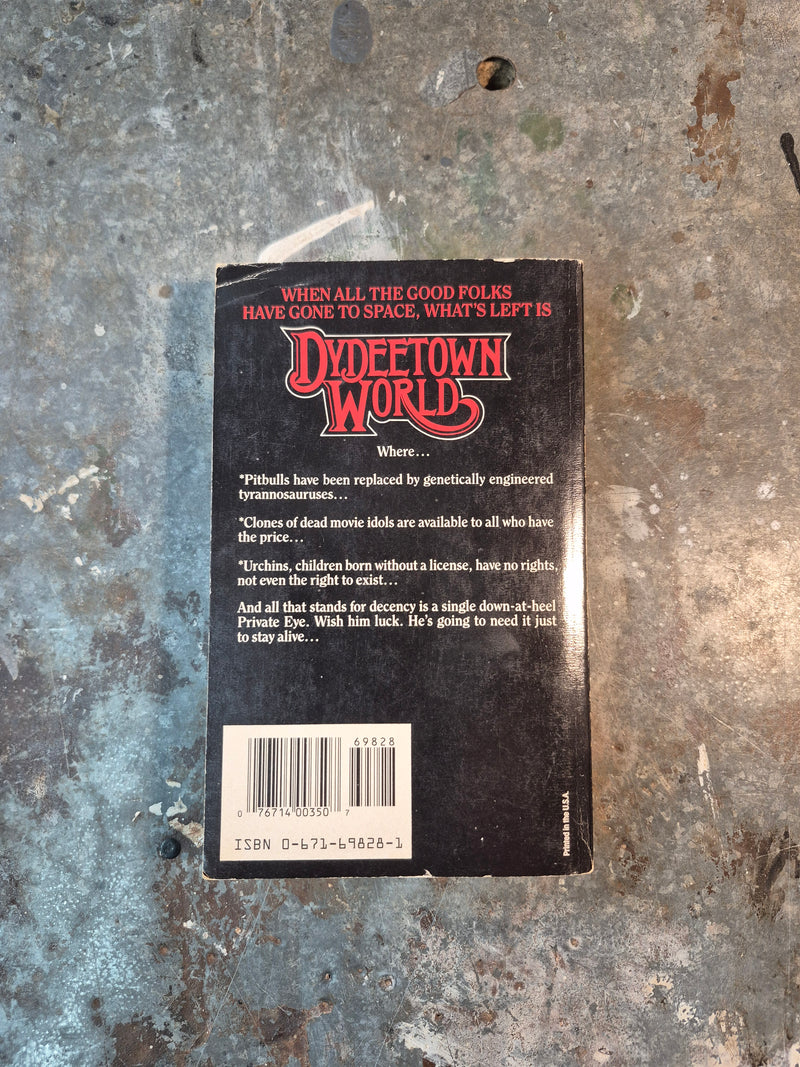 WHEN ALL THE GOOD FOLKS
HAVE GONE TO SPACE, WHAT'S LEFT IS
DYDEETOWN
WORLD
Where...
*Pitbulls have been replaced by genetically engineered
tyrannosauruses...
*Clones of dead movie idols are available to all who have
the price...
*Urchins, children born without a license, have no rights,
not even the right to exist...
And all that stands for decency is a single down-at-heel
Private Eye. Wish him luck. He's going to need it just
to stay alive...
69828
0 76714 00350 7
ISBN 0-671-69828-1
Printed in the U.S.A.